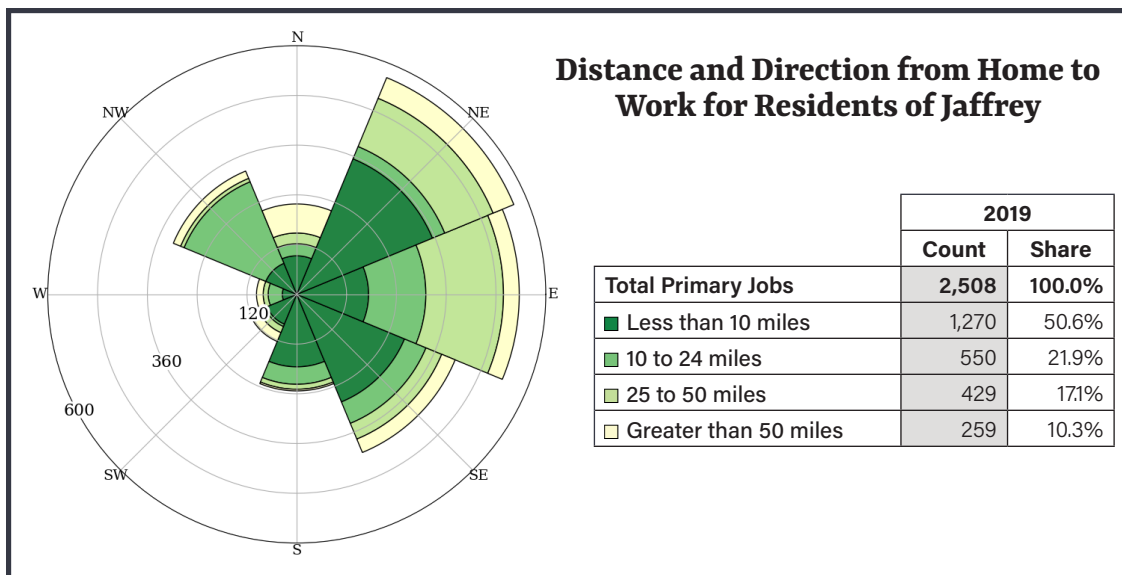 Distance and Direction from Home to
Work for Residents of Jaffrey
N
NW
NE
W
E
120
360
600
SW
SE
S
2019
Count Share
Total Primary Jobs 2,508 100.0%
Less than 10 miles 1,270 50.6%
10 to 24 miles 550 21.9%
25 to 50 miles 429 17.1%
Greater than 50 miles 259 10.3%